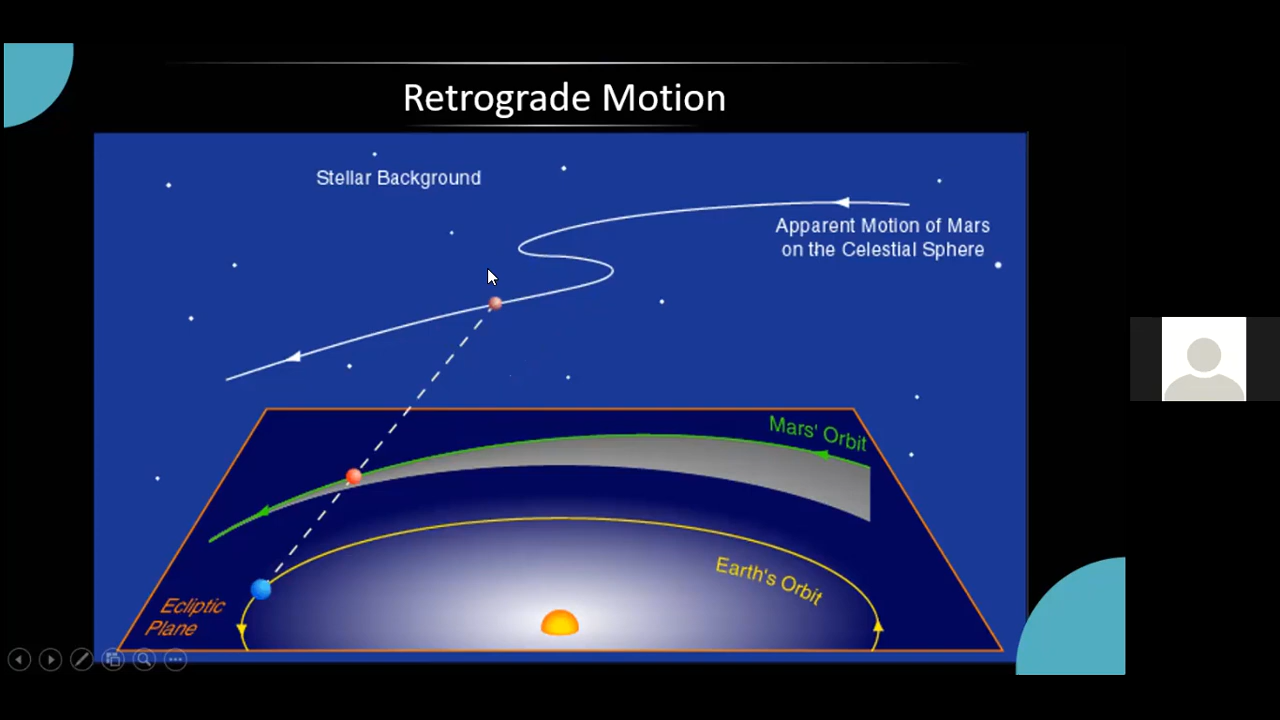 Retrograde Motion
Stellar Background
Apparent Motion of Mars
on the Celestial Sphere
Mars' Orbit
Earth's Orbit
Ecliptic
Plane